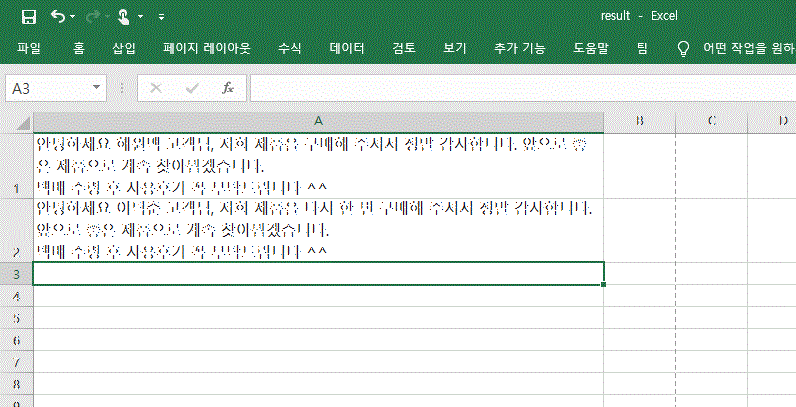 result - Excel
파일 홈 삽입 페이지 레이아웃 수식 데이터 검토 보기 추가 기능 도움말 팀 어떤 작업을 원하
A3 fx
A B C D
안녕하세요 고객님, 저희 제품을 구매해 주셔서 정말 감사합니다. 앞으로 좋
은 제품으로 계속 찾아뵙겠습니다.
1 택배 수령 후 사용후기 꼭 부탁드립니다 ^^
안녕하세요 고객님, 저희 제품을 다시 한 번 구매해 주셔서 정말 감사합니다.
앞으로 좋은 제품으로 계속 찾아뵙겠습니다.
2 택배 수령 후 사용후기 꼭 부탁드립니다 ^^
3
4
5
6
7
8
9